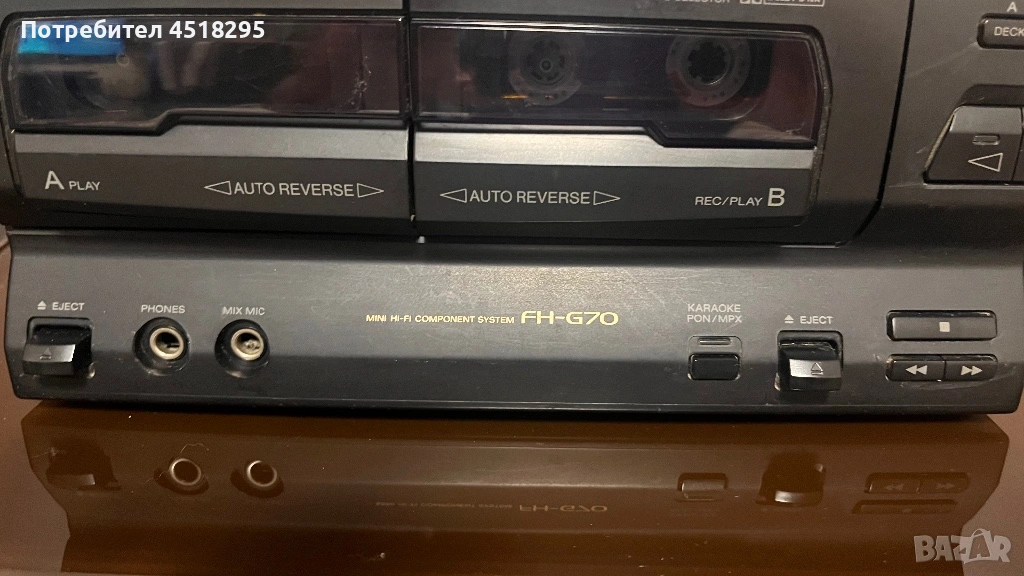 Потребител 4518295
A
DECK
A PLAY
AUTO REVERSE
AUTO REVERSE
REC/PLAY B
EJECT
PHONES
MIX MIC
MINI HI-FI COMPONENT SYSTEM FH-G70
KARAOKE
PON/MPX
EJECT
BAZAR